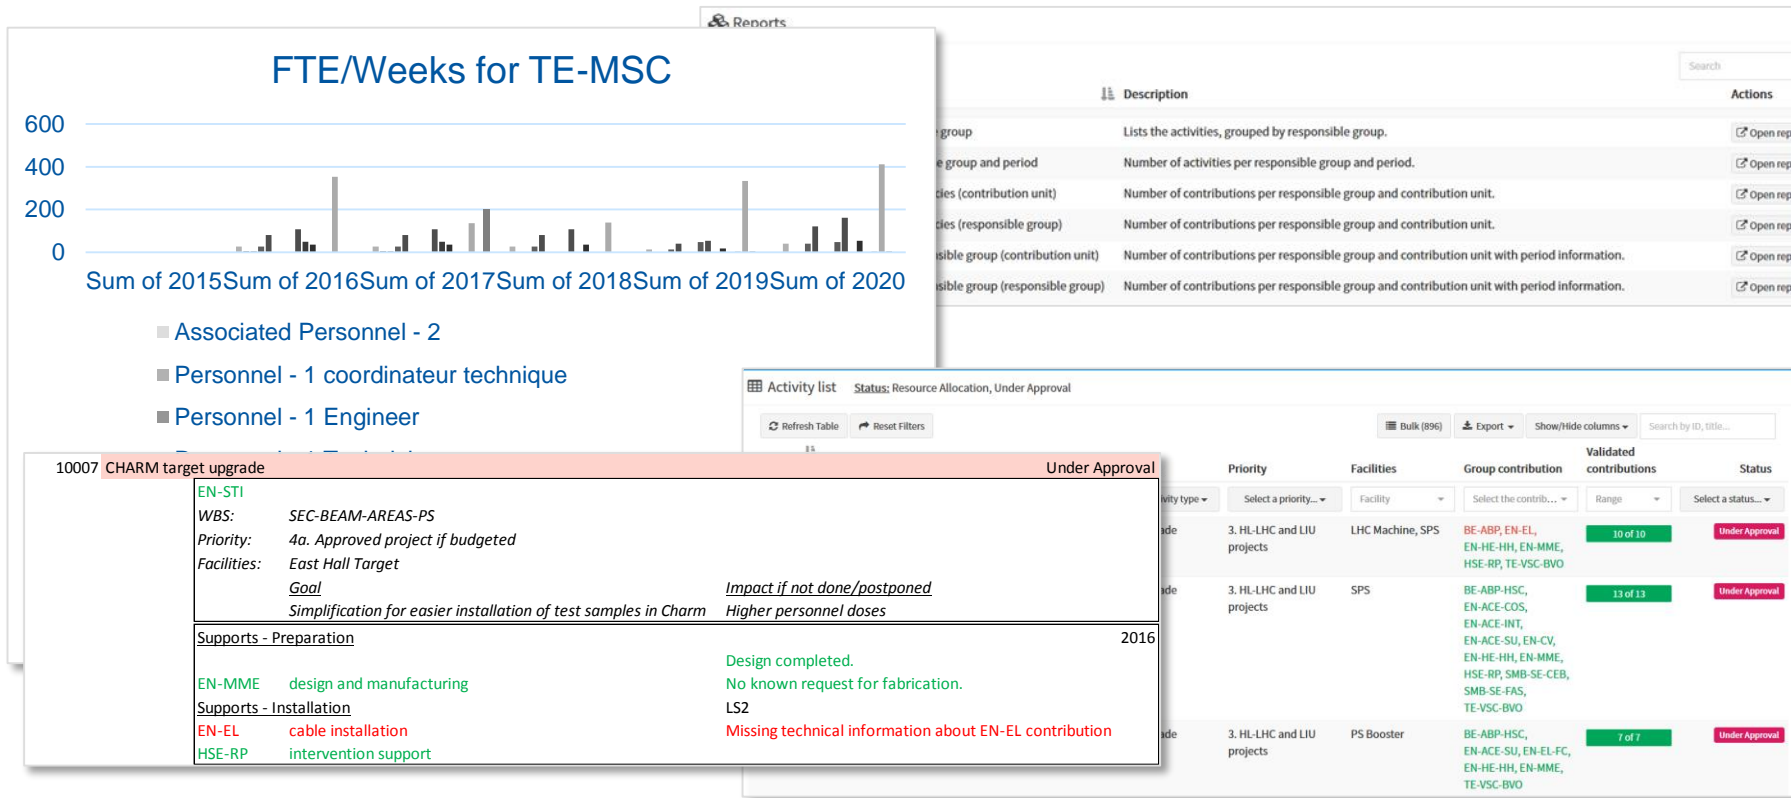 Reports
Search
Description Actions
group Lists the activities, grouped by responsible group. Open rep
e group and period Number of activities per responsible group and period. Open rep
cies (contribution unit) Number of contributions per responsible group and contribution unit. Open rep
cies (responsible group) Number of contributions per responsible group and contribution unit. Open rep
sible group (contribution unit) Number of contributions per responsible group and contribution unit with period information. Open rep
sible group (responsible group) Number of contributions per responsible group and contribution unit with period information. Open rep
FTE/Weeks for TE-MSC
600
400
200
0
Sum of 2015 Sum of 2016 Sum of 2017 Sum of 2018 Sum of 2019 Sum of 2020
Associated Personnel - 2
Personnel - 1 coordinateur technique
Personnel - 1 Engineer
Activity list Status: Resource Allocation, Under Approval
Refresh Table Reset Filters Bulk (896) Export Show/Hide columns Search by ID, title...
Priority Facilities Group contribution Validated contributions Status
ivity type Select a priority... Facility Select the contrib... Range Select a status...
ade 3. HL-LHC and LIU LHC Machine, SPS BE-ABP, EN-EL, 10 of 10 Under Approval
projects EN-HE-HH, EN-MME,
HSE-RP, TE-VSC-BVO
ade 3. HL-LHC and LIU SPS BE-ABP-HSC, 13 of 13 Under Approval
projects EN-ACE-COS,
EN-ACE-INT,
EN-ACE-SU, EN-CV,
EN-HE-HH, EN-MME,
HSE-RP, SMB-SE-CEB,
SMB-SE-FAS,
TE-VSC-BVO
ade 3. HL-LHC and LIU PS Booster BE-ABP-HSC, 7 of 7 Under Approval
projects EN-ACE-SU, EN-EL-FC,
EN-HE-HH, EN-MME,
TE-VSC-BVO
10007 CHARM target upgrade Under Approval
EN-STI
WBS: SEC-BEAM-AREAS-PS
Priority: 4a. Approved project if budgeted
Facilities: East Hall Target
Goal Impact if not done/postponed
Simplification for easier installation of test samples in Charm Higher personnel doses
Supports - Preparation 2016
Design completed.
EN-MME design and manufacturing No known request for fabrication.
Supports - Installation LS2
EN-EL cable installation Missing technical information about EN-EL contribution
HSE-RP intervention support